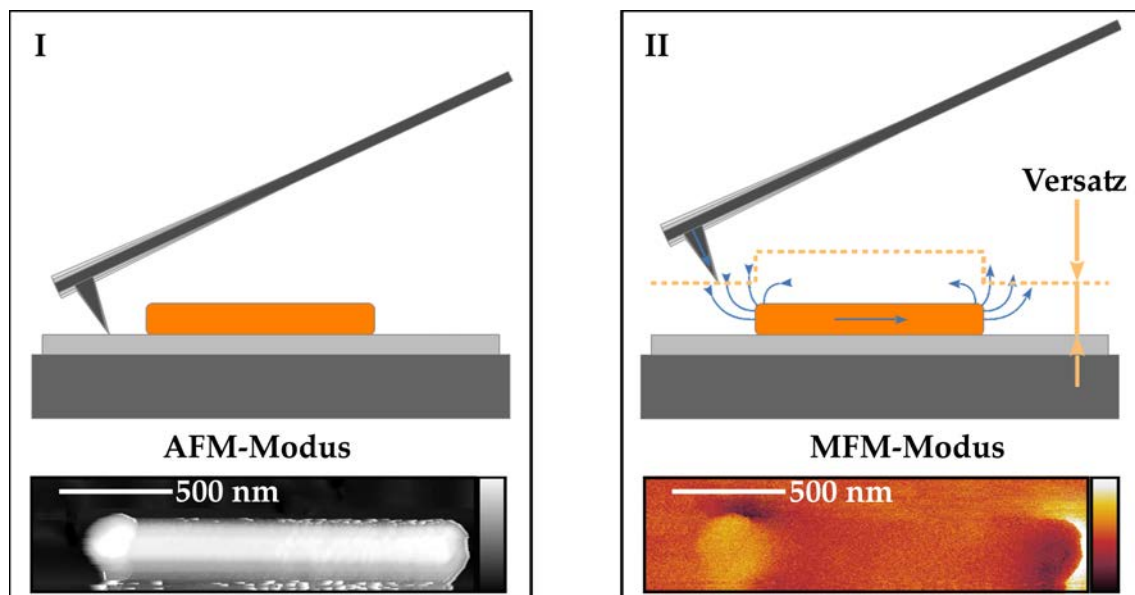 I
AFM-Modus
500 nm
II
Versatz
MFM-Modus
500 nm